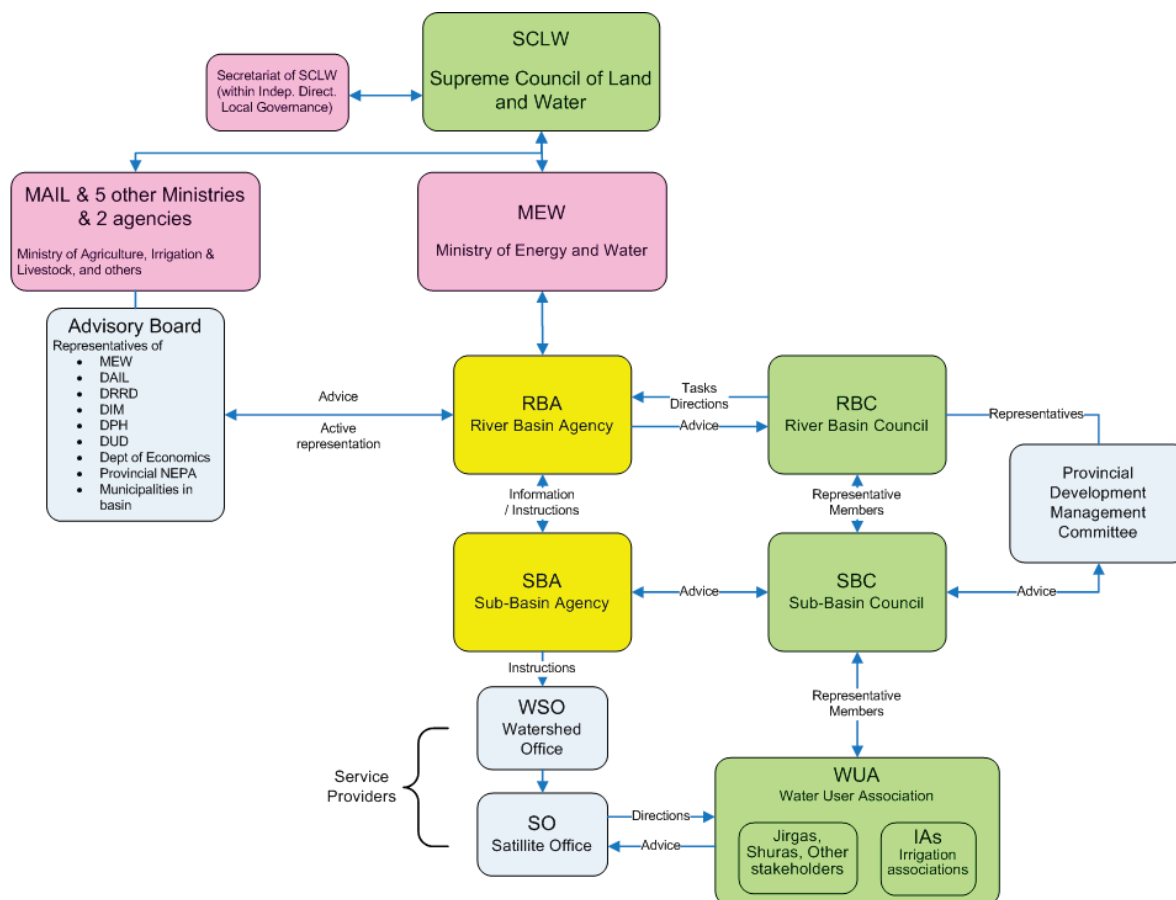 SCLW
Supreme Council of Land
and Water
Secretariat of SCLW
(within Indep. Direct.
Local Governance)
MAIL & 5 other Ministries
& 2 agencies
Ministry of Agriculture, Irrigation &
Livestock, and others
MEW
Ministry of Energy and Water
Advisory Board
Representatives of
• MEW
• DAIL
• DRRD
• DIM
• DPH
• DUD
• Dept of Economics
• Provincial NEPA
• Municipalities in
basin
Advice
Active
representation
RBA
River Basin Agency
Tasks
Directions
Advice
RBC
River Basin Council
Representatives
Provincial
Development
Management
Committee
Information
/ Instructions
Representative
Members
SBA
Sub-Basin Agency
Advice
SBC
Sub-Basin Council
Advice
Instructions
Representative
Members
WSO
Watershed
Office
Service
Providers
SO
Satillite Office
Directions
Advice
WUA
Water User Association
Jirgas,
Shuras, Other
stakeholders
IAs
Irrigation
associations